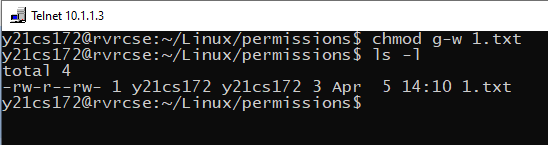 Telnet 10.1.1.3
y21cs172@rvrcse:~/Linux/permissions$ chmod g-w 1.txt
y21cs172@rvrcse:~/Linux/permissions$ ls -l
total 4
-rw-r--rw- 1 y21cs172 y21cs172 3 Apr  5 14:10 1.txt
y21cs172@rvrcse:~/Linux/permissions$